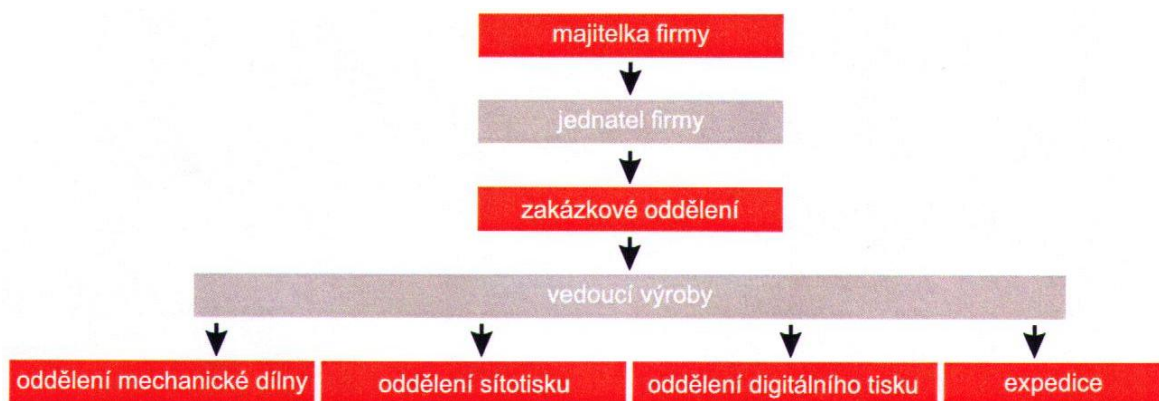 majitelka firmy
jednatel firmy
zakázkové oddělení
vedoucí výroby
oddělení mechanické dílny
oddělení sítotisku
oddělení digitálního tisku
expedice